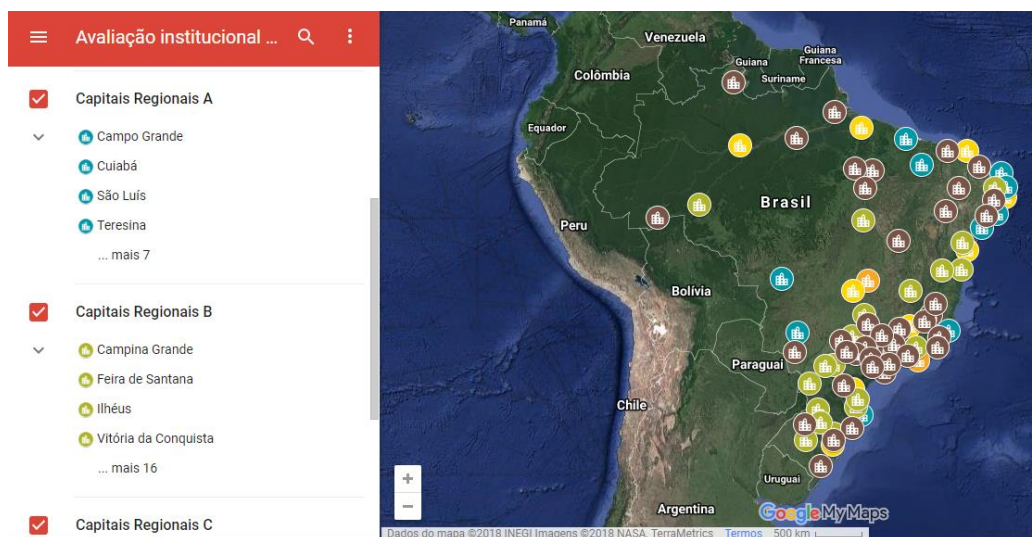 Avaliação institucional ...
Capitais Regionais A
Campo Grande
Cuiabá
São Luís
Teresina
... mais 7
Capitais Regionais B
Campina Grande
Feira de Santana
Ilhéus
Vitória da Conquista
... mais 16
Capitais Regionais C
Panamá
Venezuela
Guiana
Guiana
Francesa
Suriname
Colômbia
Equador
Brasil
Peru
Bolívia
Paraguai
Chile
Uruguai
Argentina
Google My Maps
Dados do mapa ©2018 INEGI Imagens ©2018 NASA, TerraMetrics Termos 500 km